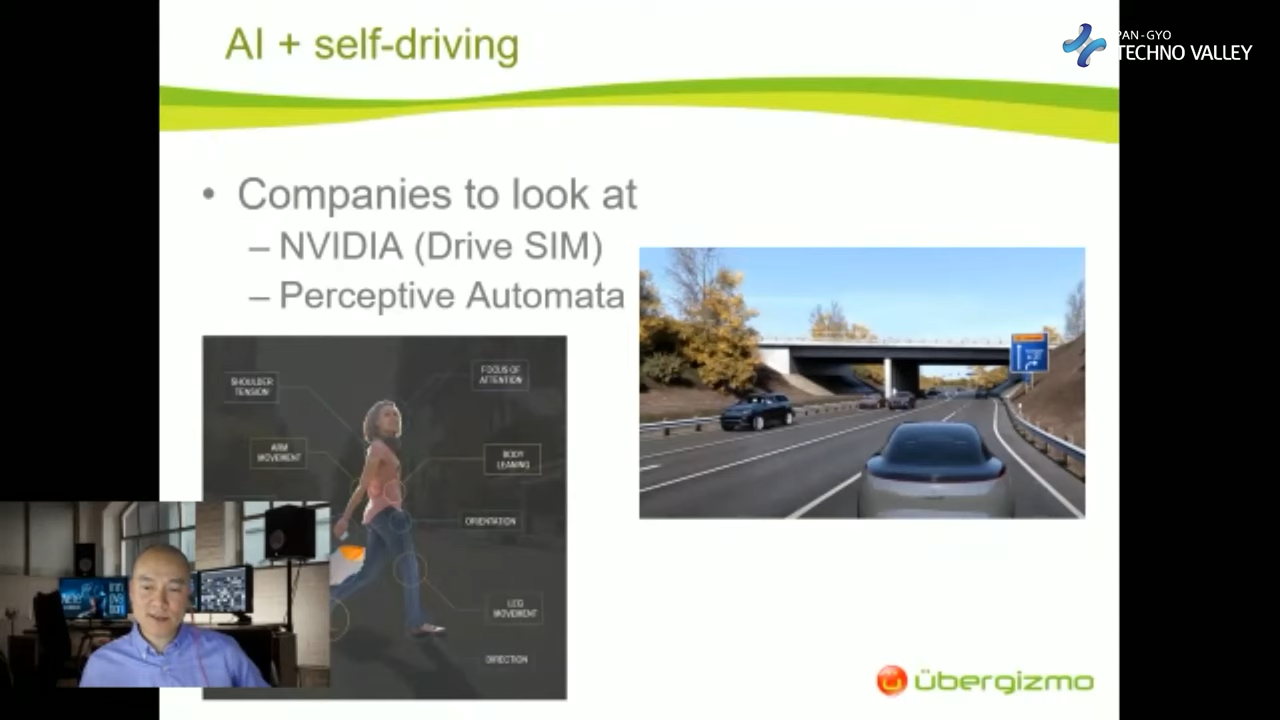 AI + self-driving
PAN-GYO
TECHNO VALLEY
• Companies to look at
– NVIDIA (Drive SIM)
– Perceptive Automata
SHOULDER
TENSION
FOCUS OF
ATTENTION
ARM
MOVEMENT
BODY
LEANING
ORIENTATION
LEG
MOVEMENT
DIRECTION
übergizmo